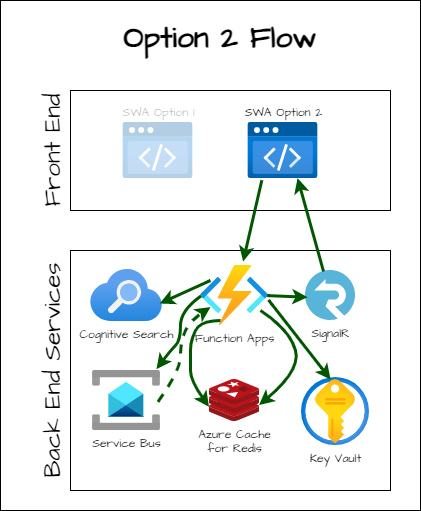 Option 2 Flow
Front End
SWA Option 1
SWA Option 2
Back End Services
Cognitive Search
Function Apps
SignalR
Service Bus
Azure Cache
for Redis
Key Vault